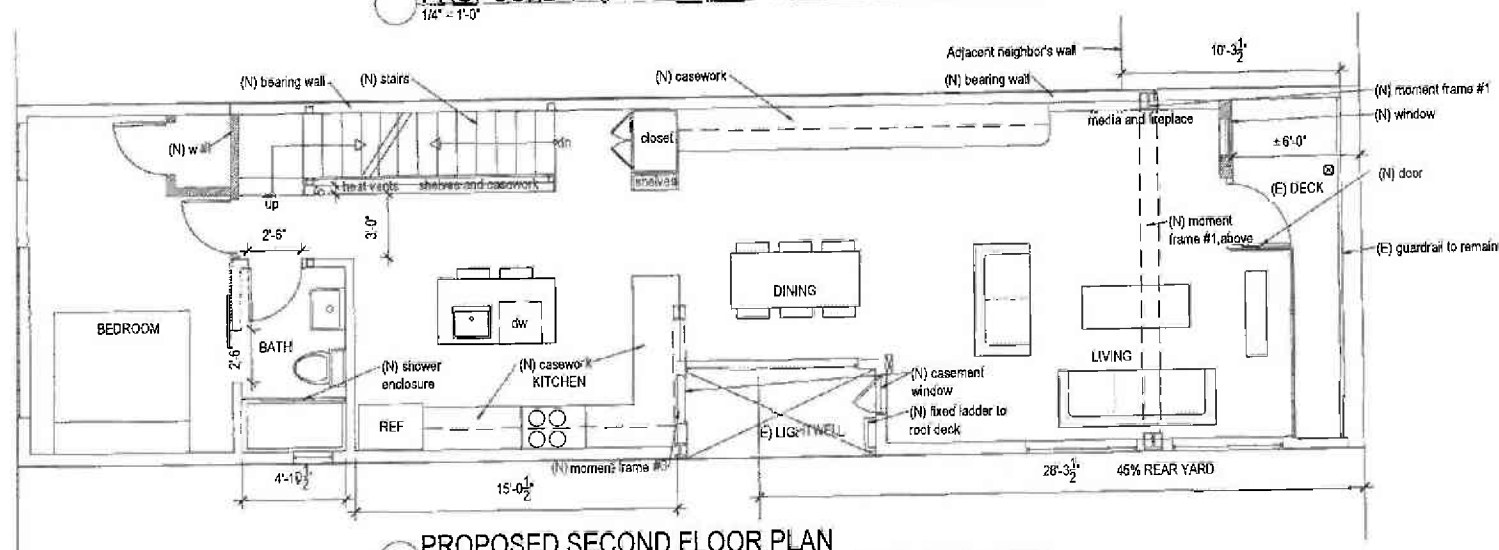 1/4" = 1'-0"
Adjacent neighbor's wall
10'-3 1/2"
(N) bearing wall
(N) stairs
(N) casework
(N) bearing wall
(N) moment frame #1
media and fireplace
(N) window
(N) wall
closet
±6'-0"
dn
heat vents
shelves and casework
shelves
(E) DECK
(N) door
up
2'-6"
3'-0"
(N) moment
frame #1, above
(E) guardrail to remain
DINING
BEDROOM
dw
BATH
2'-6"
LIVING
(N) shower
enclosure
(N) casework
KITCHEN
(N) casement
window
(N) fixed ladder to
roof deck
REF
(E) LIGHTWELL
(N) moment frame
4'-1
15'-0 1/2"
28'-3 1/2"
45% REAR YARD
PROPOSED SECOND FLOOR PLAN